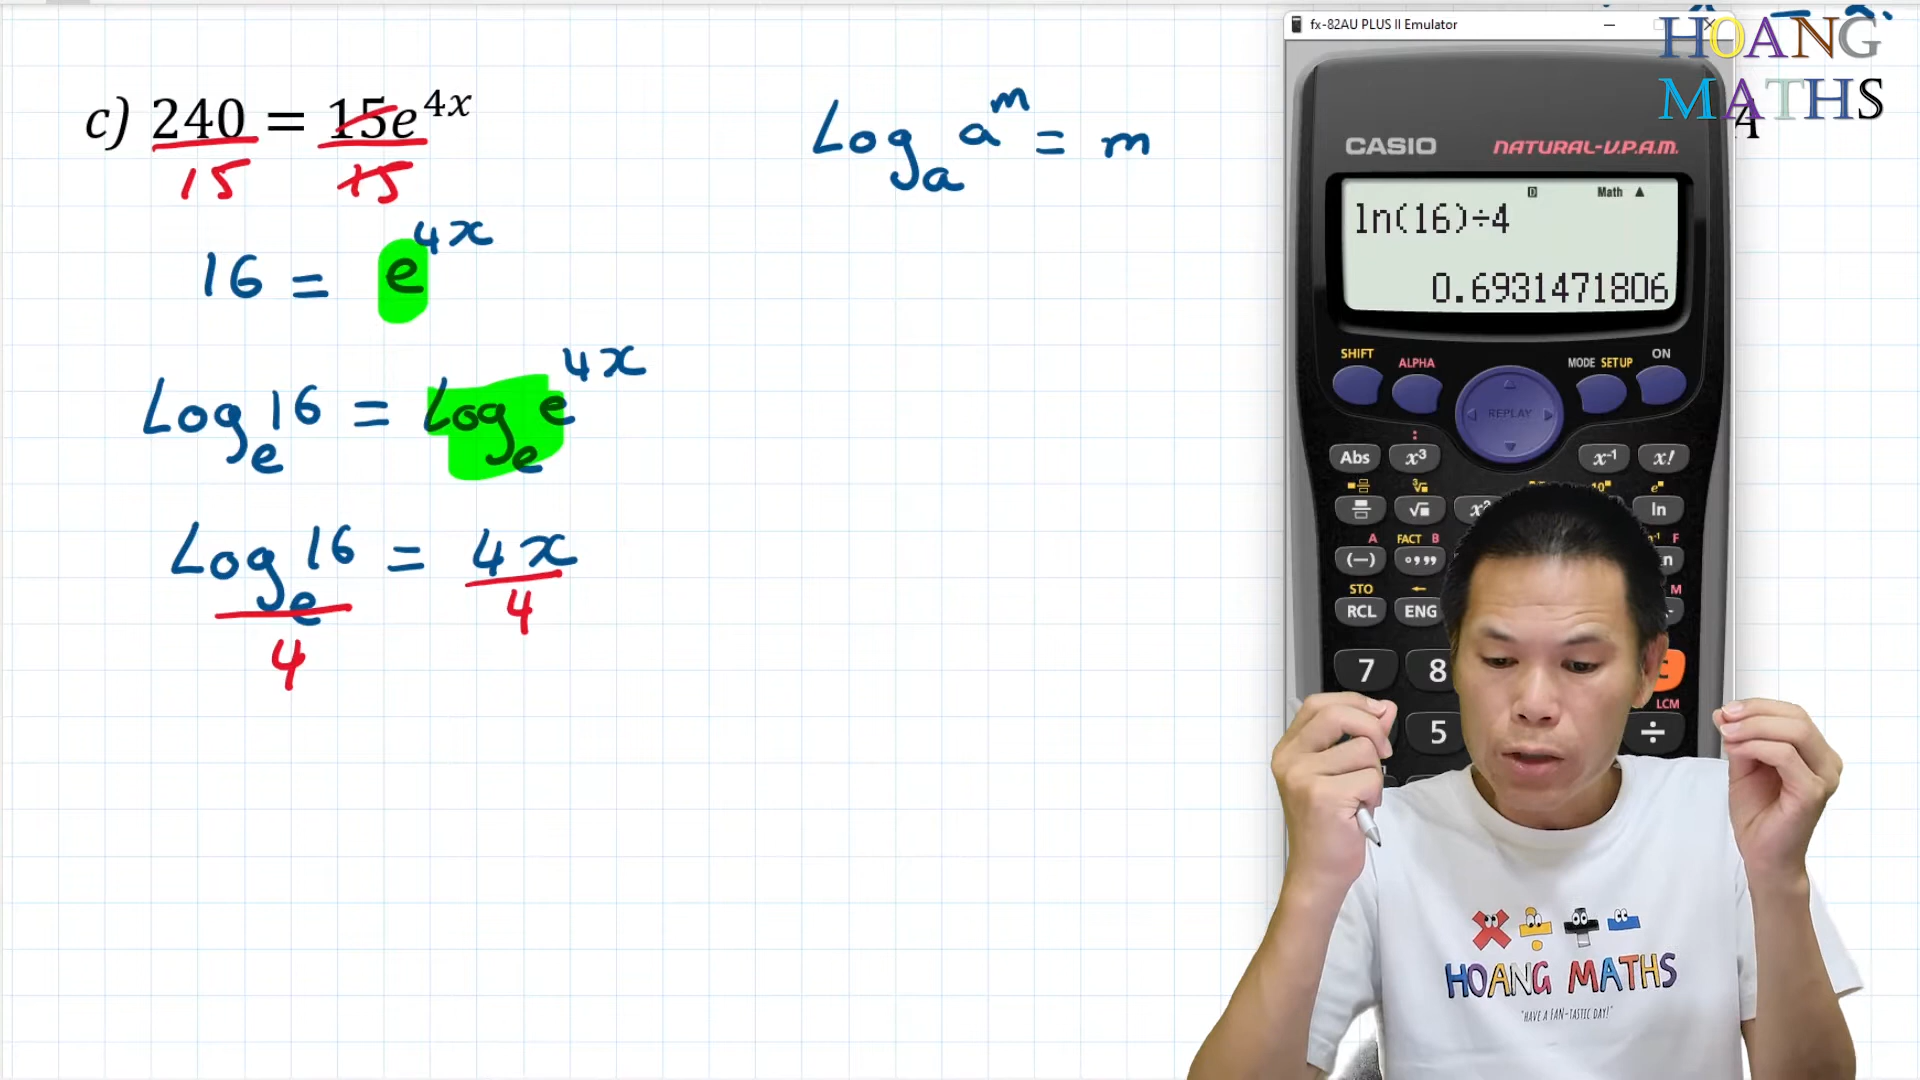 c) 240 = 15e^4x
15 15
16 = e^4x
Log_e 16 = Log_e e^4x
Log_e 16 = 4x
4 4
Log_a a^m = m
fx-82AU PLUS II Emulator
HOANG
MATHS
A
CASIO NATURAL-V.P.A.M.
D Math ▲
ln(16)÷4
0.6931471806
SHIFT ALPHA MODE SETUP ON
REPLAY
Abs x³ x⁻¹ x!
ln
A FACT B F
(−) °,,,
STO ← M
RCL ENG
7 8
LCM
5 ÷
HOANG MATHS
"HAVE A FAN-TASTIC DAY!"